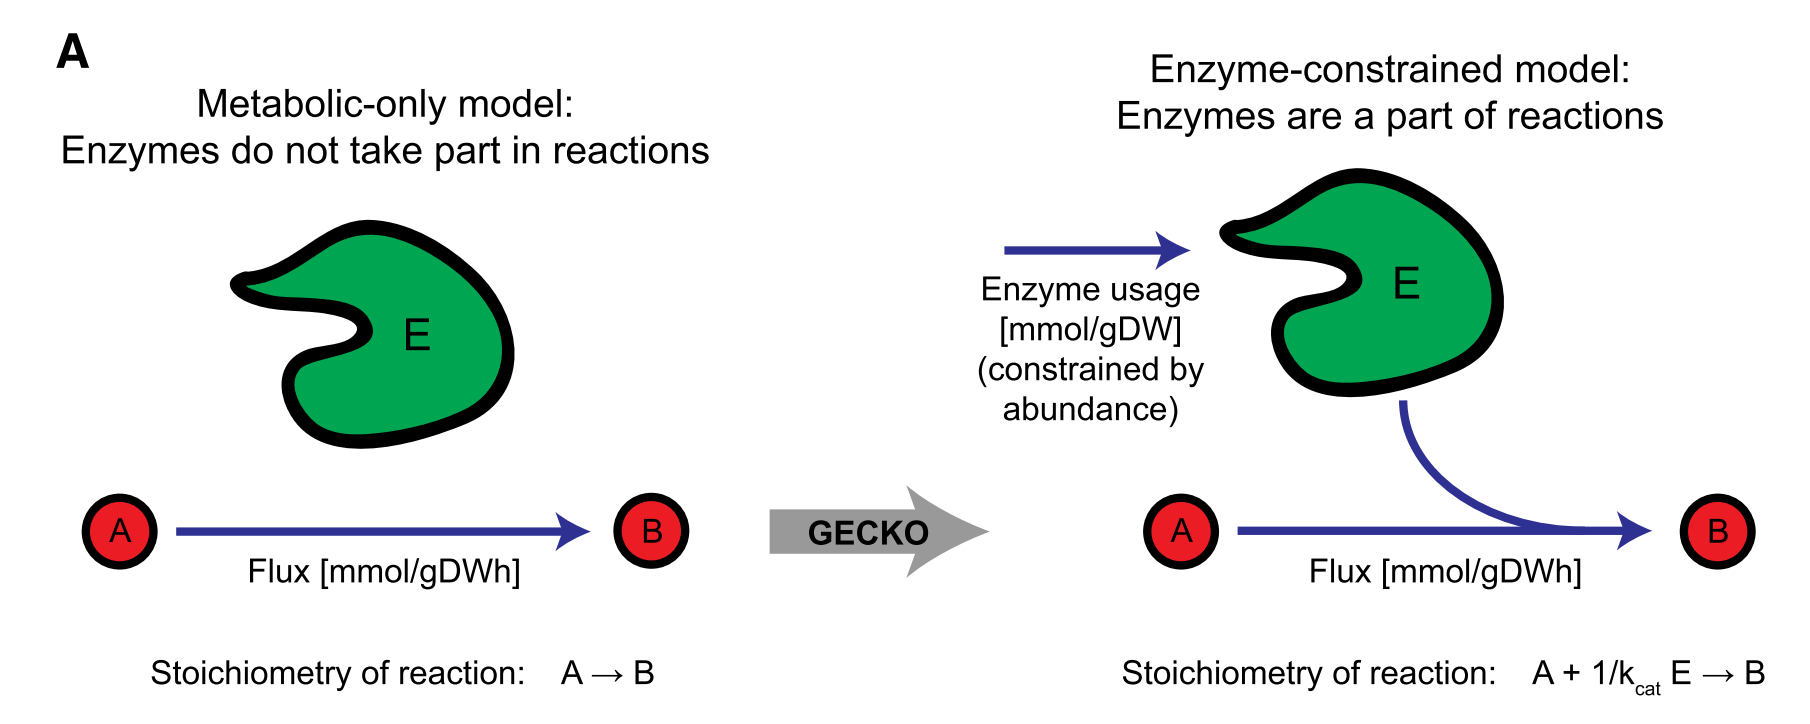 A
Metabolic-only model:
Enzymes do not take part in reactions
E
A
B
Flux [mmol/gDWh]
Stoichiometry of reaction: A → B
GECKO
Enzyme-constrained model:
Enzymes are a part of reactions
Enzyme usage
[mmol/gDW]
(constrained by
abundance)
E
A
B
Flux [mmol/gDWh]
Stoichiometry of reaction: A + 1/kcat E → B